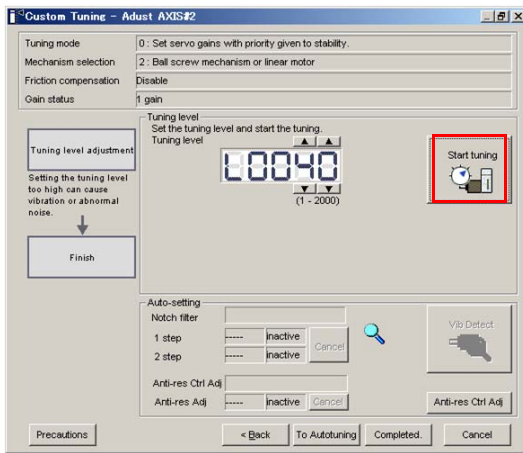 Custom Tuning - Adust AXIS#2
Tuning mode
0 : Set servo gains with priority given to stability.
Mechanism selection
2 : Ball screw mechanism or linear motor
Friction compensation
Disable
Gain status
1 gain
Tuning level adjustment
Setting the tuning level
too high can cause
vibration or abnormal
noise.
Finish
Tuning level
Set the tuning level and start the tuning.
Tuning level
L0040
(1 - 2000)
Start tuning
Auto-setting
Notch filter
1 step
-----
inactive
2 step
-----
inactive
Cancel
Anti-res Ctrl Adj
Anti-res Adj
-----
inactive
Cancel
Vib Detect
Anti-res Ctrl Adj
Precautions
< Back
To Autotuning
Completed.
Cancel